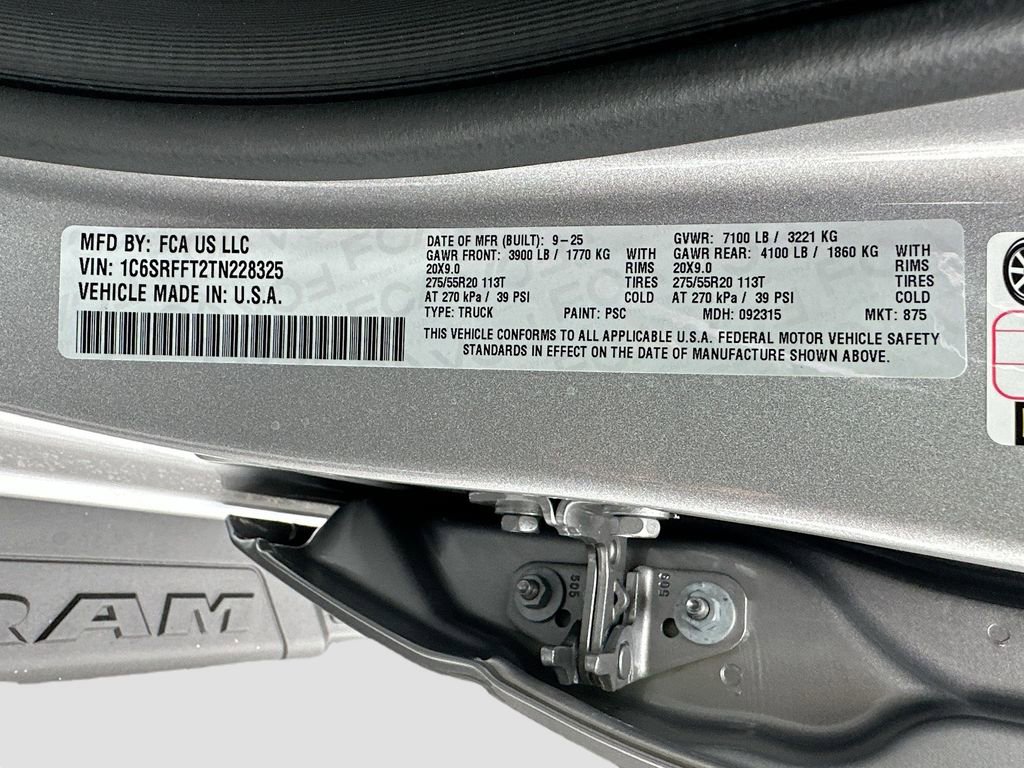 MFD BY: FCA US LLC
VIN: 1C6SRFFT2TN228325
VEHICLE MADE IN: U.S.A.
DATE OF MFR (BUILT): 9-25 GVWR: 7100 LB / 3221 KG
GAWR FRONT: 3900 LB / 1770 KG WITH GAWR REAR: 4100 LB / 1860 KG WITH
20X9.0 RIMS 20X9.0 RIMS
275/55R20 113T TIRES 275/55R20 113T TIRES
AT 270 kPa / 39 PSI COLD AT 270 kPa / 39 PSI COLD
TYPE: TRUCK PAINT: PSC MDH: 092315 MKT: 875
THIS VEHICLE CONFORMS TO ALL APPLICABLE U.S.A. FEDERAL MOTOR VEHICLE SAFETY
STANDARDS IN EFFECT ON THE DATE OF MANUFACTURE SHOWN ABOVE.
505 506
RAM